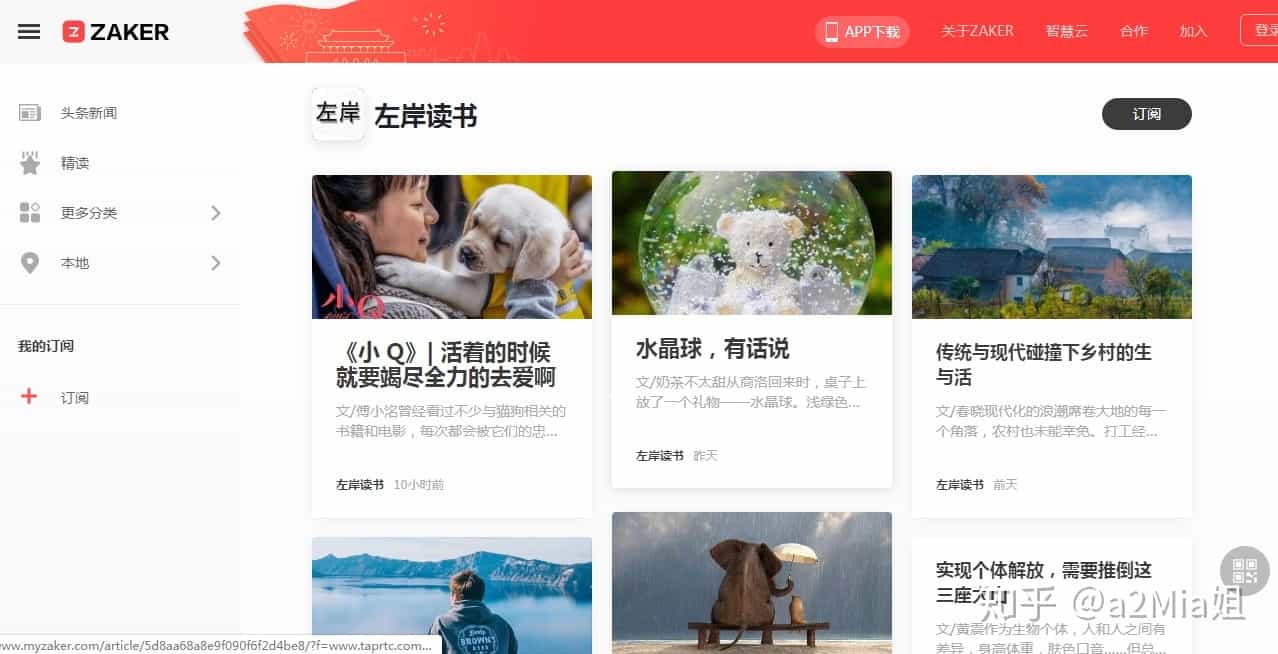 ZAKER
APP下载
关于ZAKER
智慧云
合作
加入
头条新闻
精读
更多分类
本地
我的订阅
订阅
左岸
左岸读书
订阅
小Q
《小 Q》| 活着的时候
就要竭尽全力的去爱啊
文/傅小洺曾经看过不少与猫狗相关的
书籍和电影，每次都会被它们的忠...
左岸读书 10小时前
水晶球，有话说
文/奶茶不太甜从商洛回来时，桌子上
放了一个礼物——水晶球。浅绿色...
左岸读书 昨天
传统与现代碰撞下乡村的生
与活
文/春晓现代化的浪潮席卷大地的每一
个角落，农村也未能幸免。打工经...
左岸读书 前天
BROWN'S
实现个体解放，需要推倒这
三座大山
文/黄震作为生物个体，人和人之间有
差异，身高体重，肤色口音......但总...
知乎 @a2Mia姐
www.myzaker.com/article/5d8aa68a8e9f090f6f2d4be8/?f=www.taprtc.com...